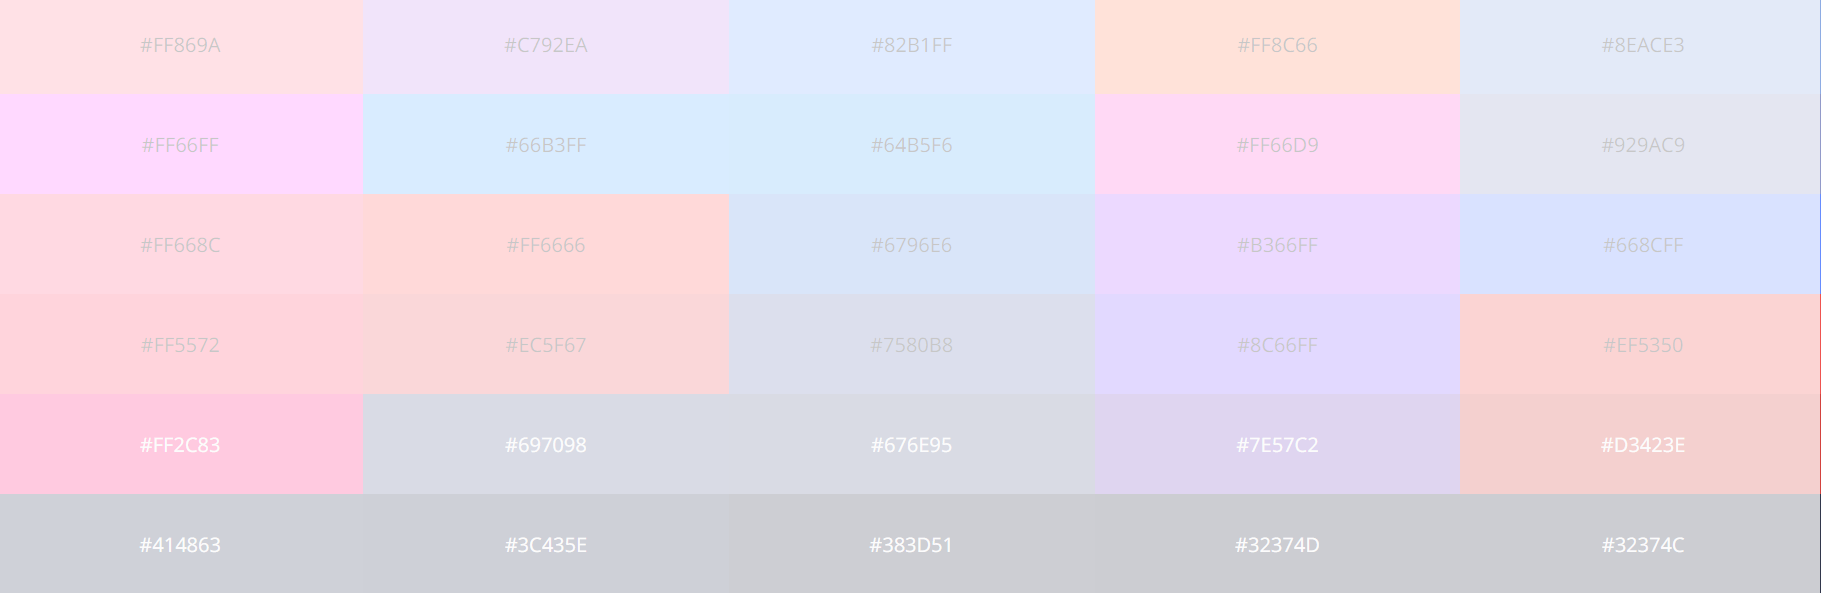 #FF869A #C792EA #82B1FF #FF8C66 #8EACE3
#FF66FF #66B3FF #64B5F6 #FF66D9 #929AC9
#FF668C #FF6666 #6796E6 #B366FF #668CFF
#FF5572 #EC5F67 #7580B8 #8C66FF #EF5350
#FF2C83 #697098 #676E95 #7E57C2 #D3423E
#414863 #3C435E #383D51 #32374D #32374C